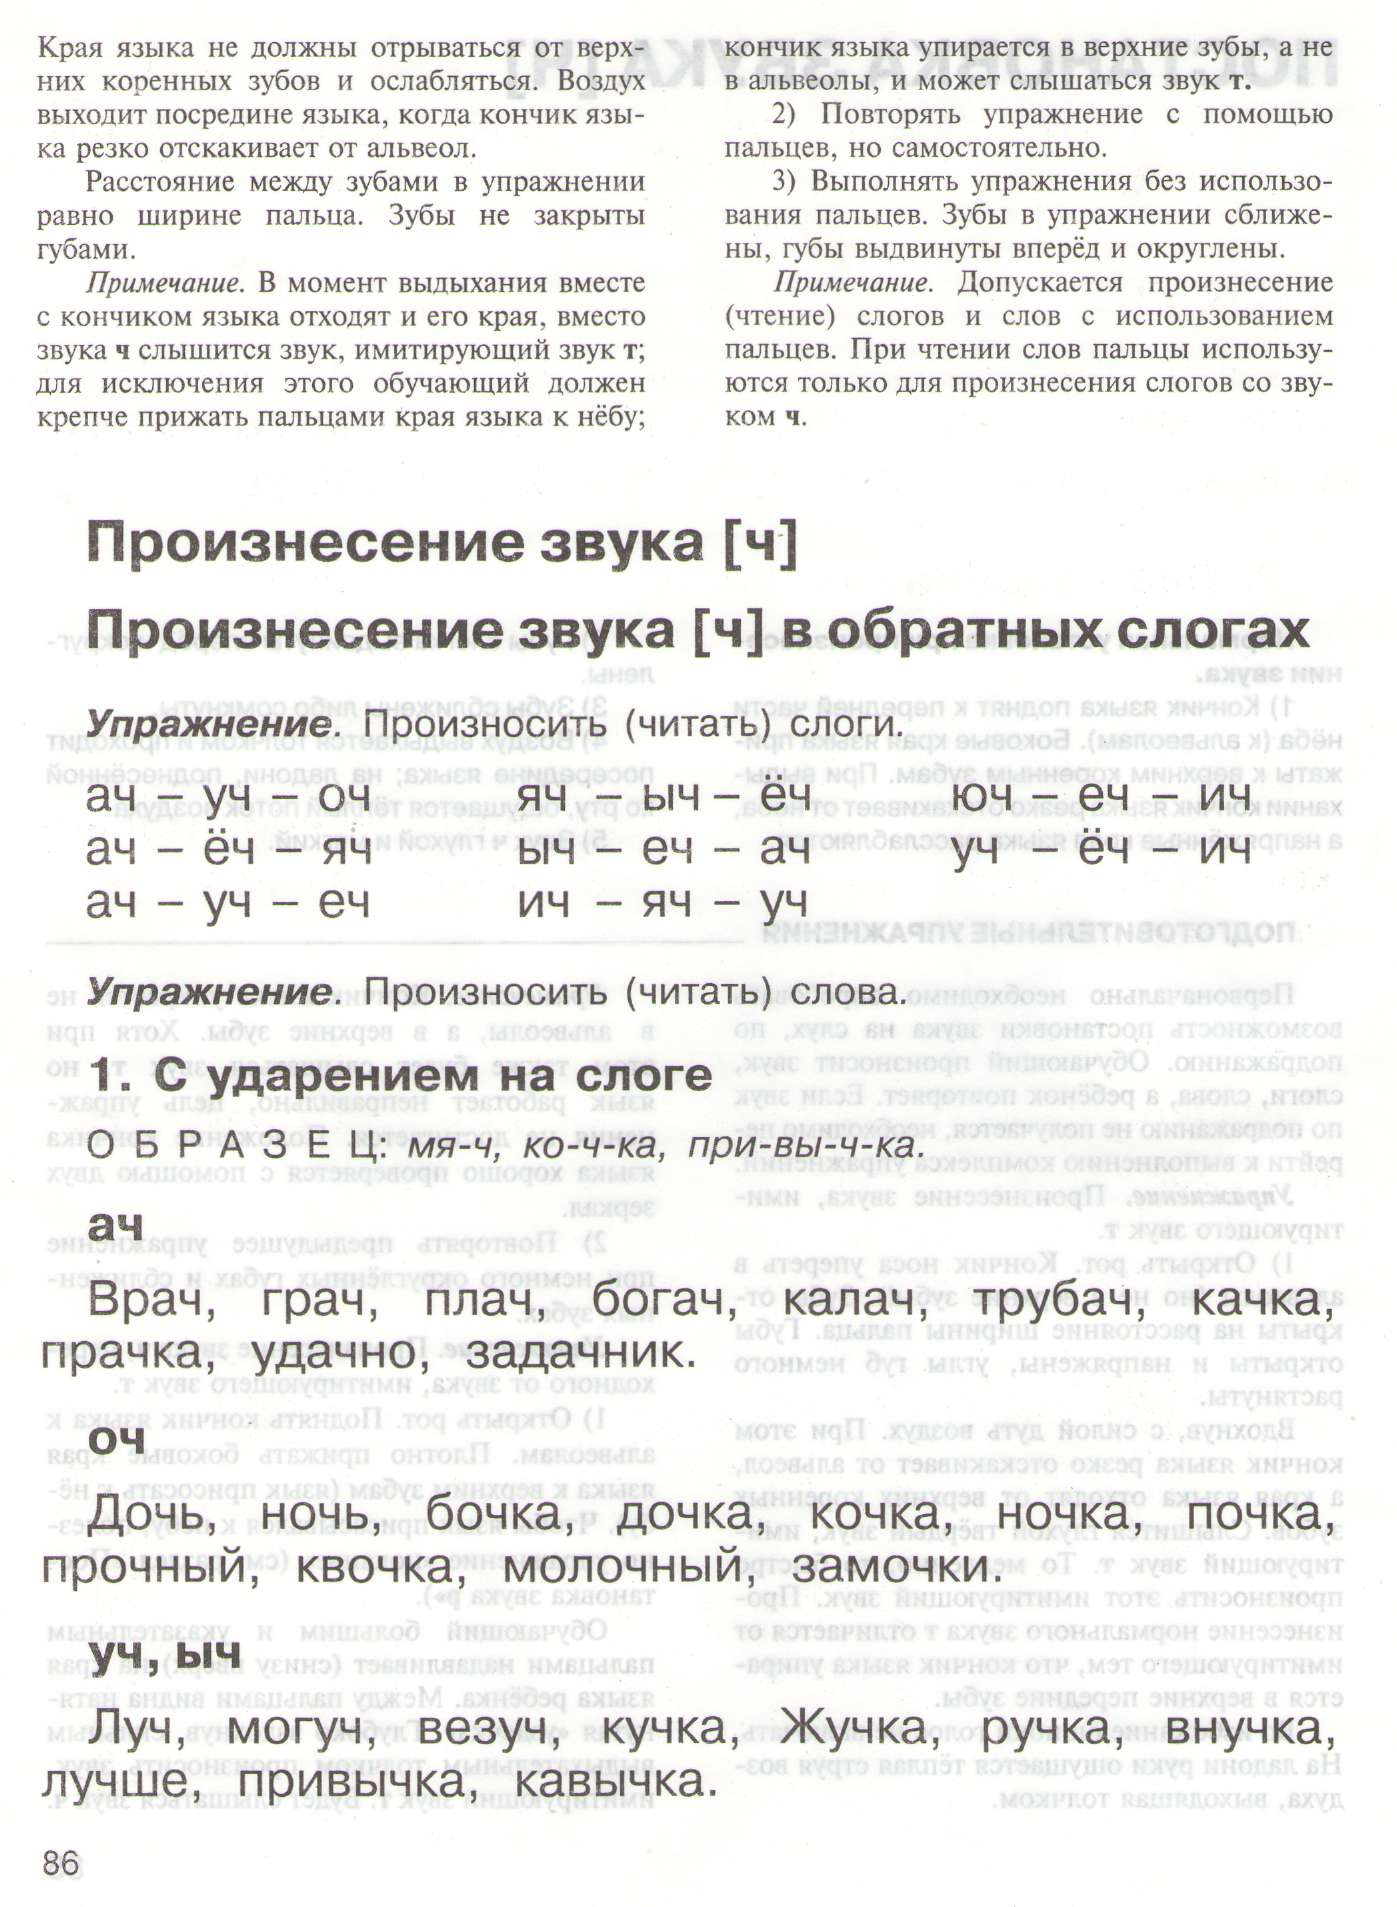 Края языка не должны отрываться от верх-
них коренных зубов и ослабляться. Воздух
выходит посредине языка, когда кончик язы-
ка резко отскакивает от альвеол.
Расстояние между зубами в упражнении
равно ширине пальца. Зубы не закрыты
губами.
Примечание. В момент выдыхания вместе
с кончиком языка отходят и его края, вместо
звука ч слышится звук, имитирующий звук т;
для исключения этого обучающий должен
крепче прижать пальцами края языка к нёбу;
кончик языка упирается в верхние зубы, а не
в альвеолы, и может слышаться звук т.
2) Повторять упражнение с помощью
пальцев, но самостоятельно.
3) Выполнять упражнения без использо-
вания пальцев. Зубы в упражнении сближе-
ны, губы выдвинуты вперёд и округлены.
Примечание. Допускается произнесение
(чтение) слогов и слов с использованием
пальцев. При чтении слов пальцы использу-
ются только для произнесения слогов со зву-
ком ч.
Произнесение звука [ч]
Произнесение звука [ч] в обратных слогах
Упражнение. Произносить (читать) слоги.
ач – уч – оч яч – ыч – ёч юч – еч – ич
ач – ёч – яч ыч – еч – ач уч – ёч – ич
ач – уч – еч ич – яч – уч
Упражнение. Произносить (читать) слова.
1. С ударением на слоге
О Б Р А З Е Ц: мя-ч, ко-ч-ка, при-вы-ч-ка.
ач
Врач, грач, плач, богач, калач, трубач, качка,
прачка, удачно, задачник.
оч
Дочь, ночь, бочка, дочка, кочка, ночка, почка,
прочный, квочка, молочный, замочки.
уч, ыч
Луч, могуч, везуч, кучка, Жучка, ручка, внучка,
лучше, привычка, кавычка.
86